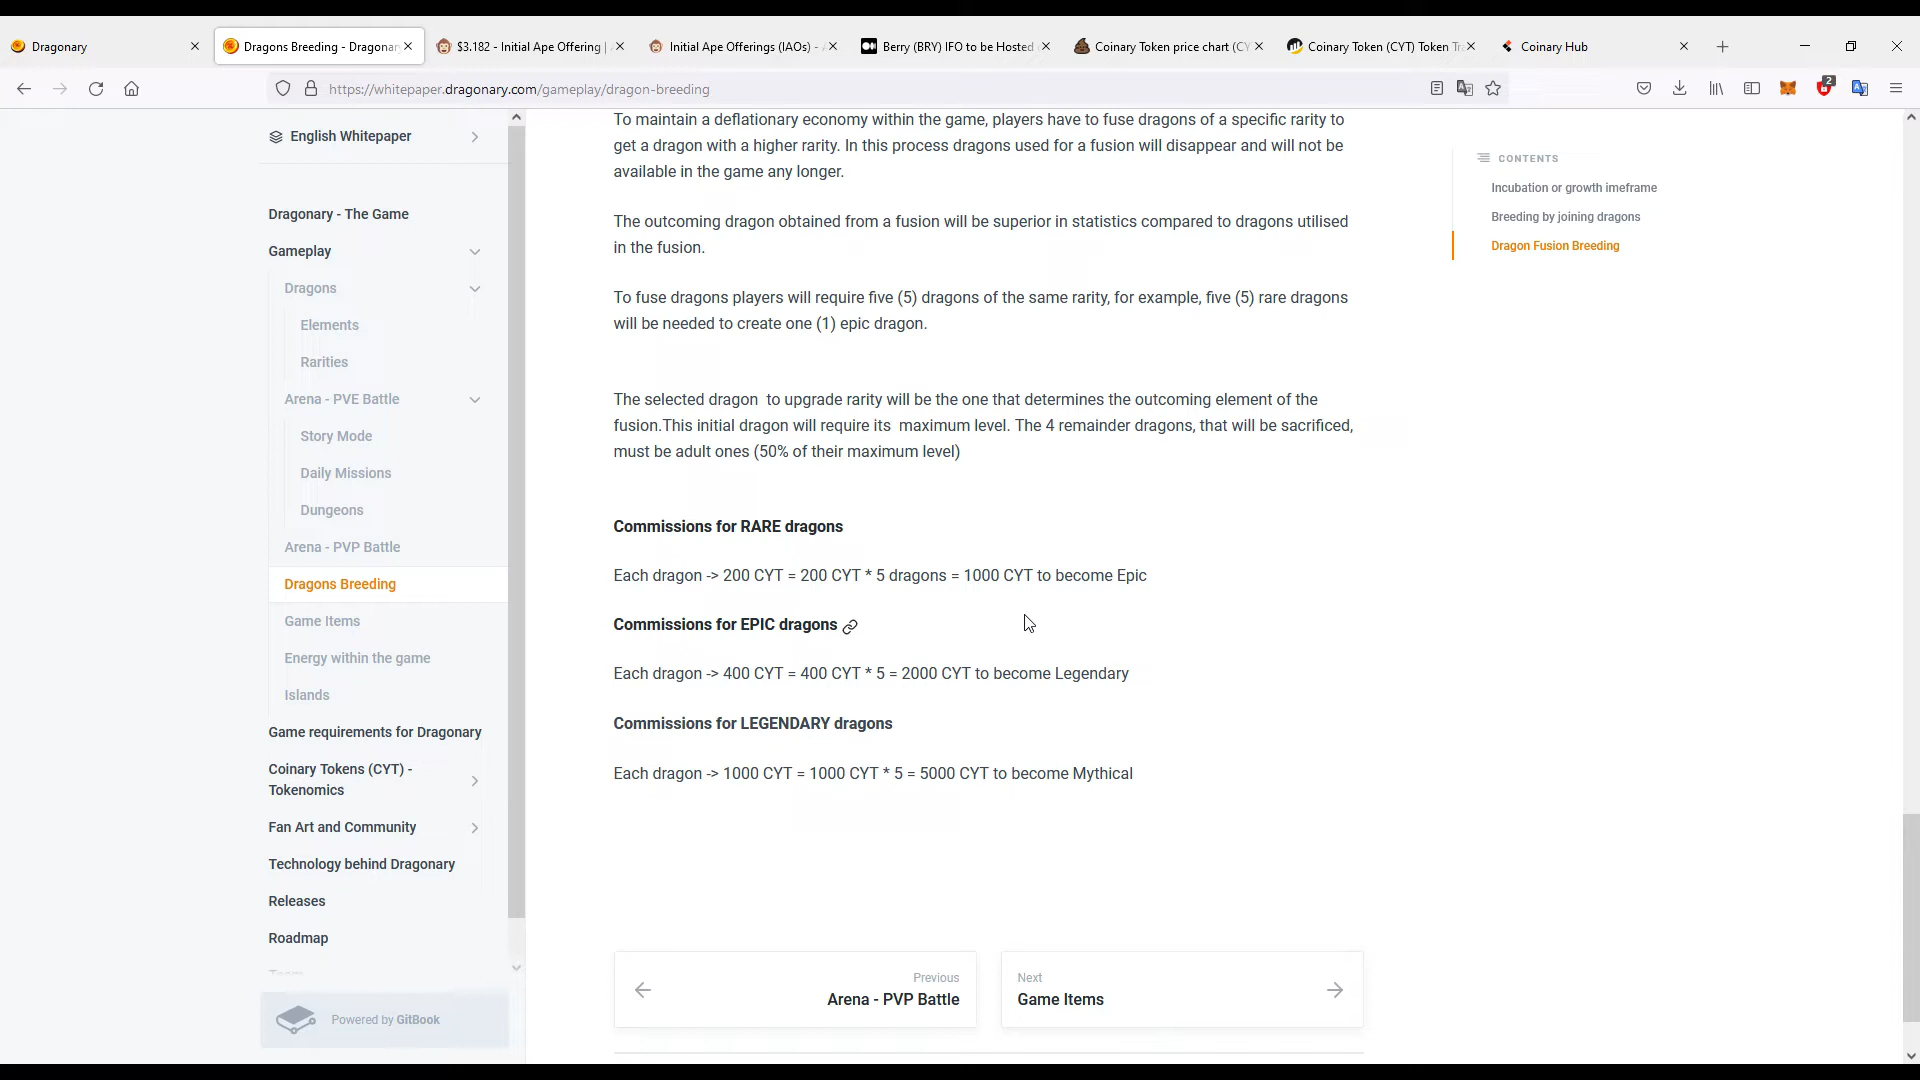 Dragonary
Dragons Breeding - Dragonar
$3.182 - Initial Ape Offering |
Initial Ape Offerings (IAOs) -
Berry (BRY) IFO to be Hosted
Coinary Token price chart (CY
Coinary Token (CYT) Token Tr
Coinary Hub
https://whitepaper.dragonary.com/gameplay/dragon-breeding
2
English Whitepaper
Dragonary - The Game
Gameplay
Dragons
Elements
Rarities
Arena - PVE Battle
Story Mode
Daily Missions
Dungeons
Arena - PVP Battle
Dragons Breeding
Game Items
Energy within the game
Islands
Game requirements for Dragonary
Coinary Tokens (CYT) -
Tokenomics
Fan Art and Community
Technology behind Dragonary
Releases
Roadmap
Powered by GitBook
To maintain a deflationary economy within the game, players have to fuse dragons of a specific rarity to
get a dragon with a higher rarity. In this process dragons used for a fusion will disappear and will not be
available in the game any longer.
The outcoming dragon obtained from a fusion will be superior in statistics compared to dragons utilised
in the fusion.
To fuse dragons players will require five (5) dragons of the same rarity, for example, five (5) rare dragons
will be needed to create one (1) epic dragon.
The selected dragon  to upgrade rarity will be the one that determines the outcoming element of the
fusion.This initial dragon will require its  maximum level. The 4 remainder dragons, that will be sacrificed,
must be adult ones (50% of their maximum level)
Commissions for RARE dragons
Each dragon -> 200 CYT = 200 CYT * 5 dragons = 1000 CYT to become Epic
Commissions for EPIC dragons
Each dragon -> 400 CYT = 400 CYT * 5 = 2000 CYT to become Legendary
Commissions for LEGENDARY dragons
Each dragon -> 1000 CYT = 1000 CYT * 5 = 5000 CYT to become Mythical
Previous
Arena - PVP Battle
Next
Game Items
CONTENTS
Incubation or growth imeframe
Breeding by joining dragons
Dragon Fusion Breeding